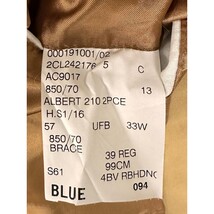 000191001/02
2CL242176 5
AC9017 C
850/70 13
ALBERT 210 2PCE
H.S1/16
57 UFB 33W
850/70
BRACE 39 REG
99CM
S61 4BV RBHDNO
BLUE 094